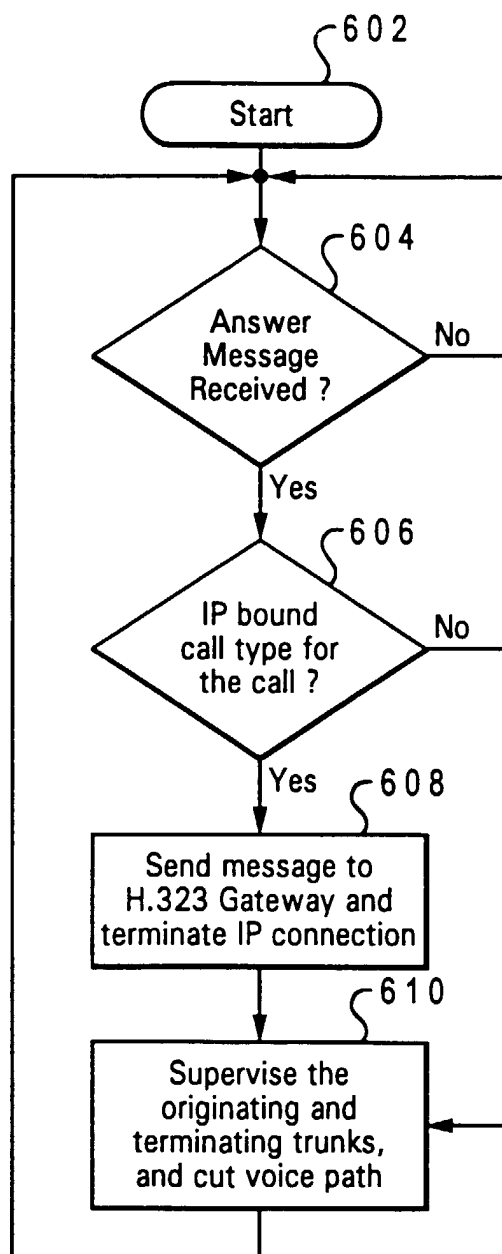 602
Start
604
Answer
Message
Received ?
No
Yes
606
IP bound
call type for
the call ?
No
Yes
608
Send message to
H.323 Gateway and
terminate IP connection
610
Supervise the
originating and
terminating trunks,
and cut voice path